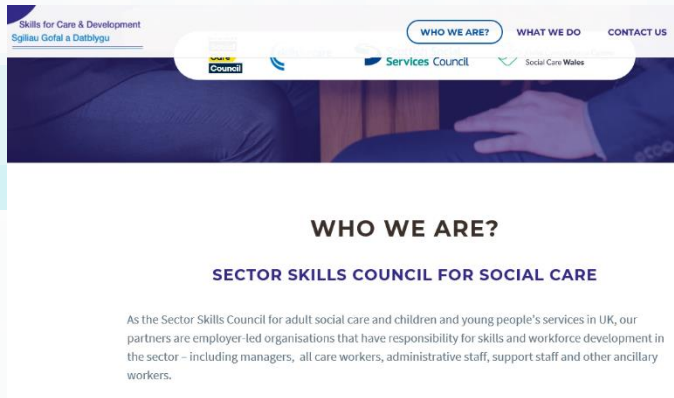 Skills for Care & Development
Sgiliau Gofal a Datblygu
WHO WE ARE?
WHAT WE DO
CONTACT US
Care
Council
Services Council
Social Care Wales
WHO WE ARE?
SECTOR SKILLS COUNCIL FOR SOCIAL CARE
As the Sector Skills Council for adult social care and children and young people's services in UK, our
partners are employer-led organisations that have responsibility for skills and workforce development in
the sector – including managers, all care workers, administrative staff, support staff and other ancillary
workers.